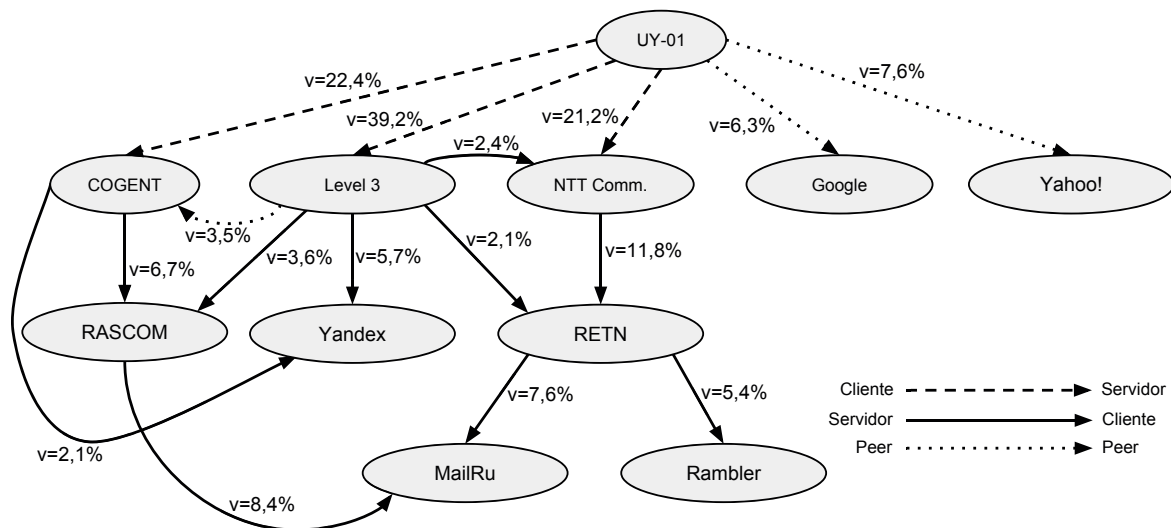 UY-01
v=22,4%
v=39,2%
v=21,2%
v=6,3%
v=7,6%
v=2,4%
COGENT
Level 3
NTT Comm.
Google
Yahoo!
v=3,5%
v=6,7%
v=3,6%
v=5,7%
v=2,1%
v=11,8%
RASCOM
Yandex
RETN
v=7,6%
v=5,4%
Cliente Servidor
Servidor Cliente
Peer Peer
v=2,1%
MailRu
Rambler
v=8,4%